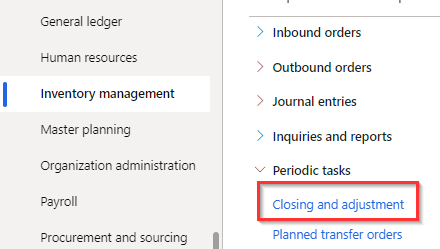 General ledger
Human resources
Inventory management
Master planning
Organization administration
Payroll
Procurement and sourcing
Inbound orders
Outbound orders
Journal entries
Inquiries and reports
Periodic tasks
Closing and adjustment
Planned transfer orders